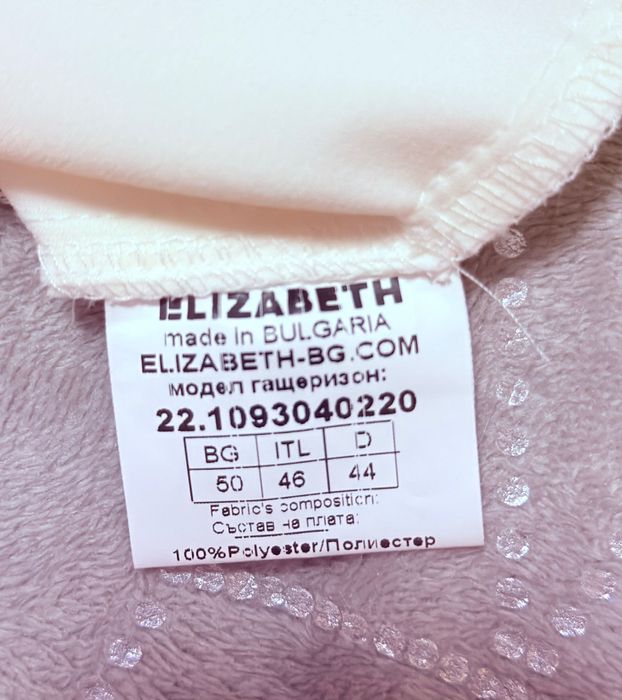 ELIZABETH
made in BULGARIA
ELIZABETH-BG.COM
модел гащеризон:
22.1093040220
BG ITL D
50 46 44
Fabric's composition:
Състав на плата:
100%Polyester/Полиестер